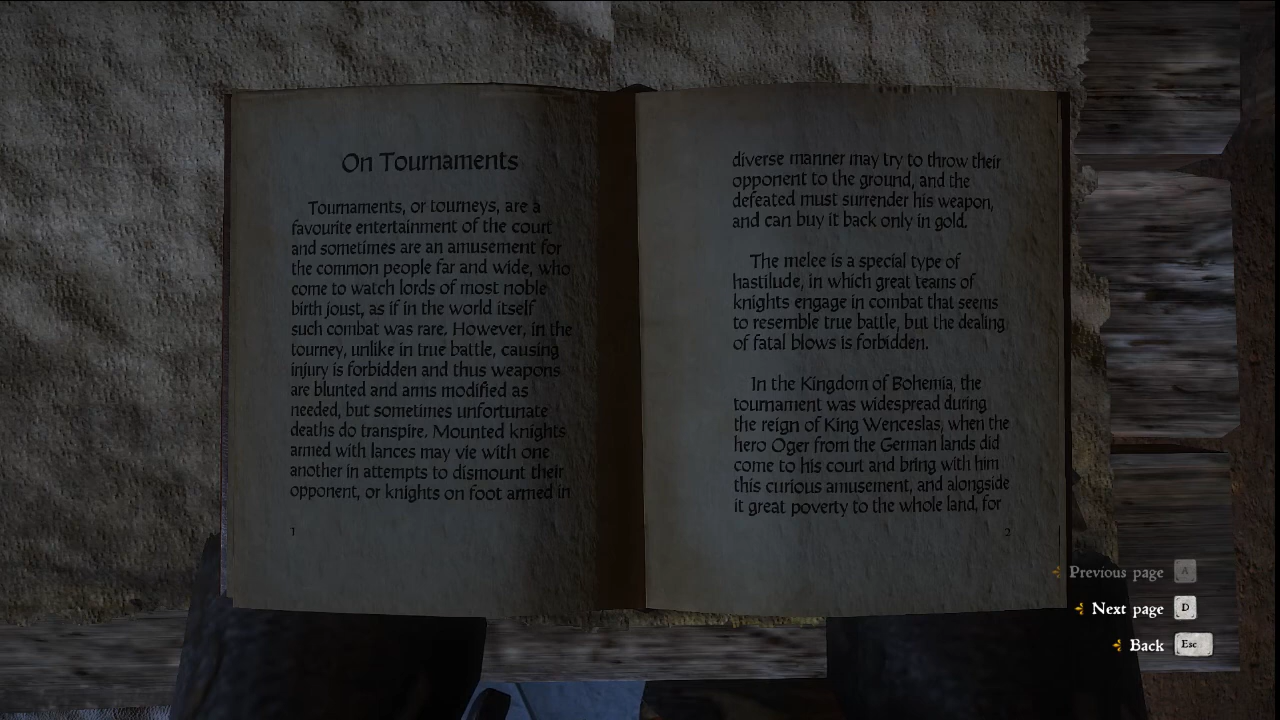 On Tournaments
Tournaments, or tourneys, are a
favourite entertainment of the court
and sometimes are an amusement for
the common people far and wide, who
come to watch lords of most noble
birth joust, as if in the world itself
such combat was rare. However, in the
tourney, unlike in true battle, causing
injury is forbidden and thus weapons
are blunted and arms modified as
needed, but sometimes unfortunate
deaths do transpire. Mounted knights
armed with lances may vie with one
another in attempts to dismount their
opponent, or knights on foot armed in
1
diverse manner may try to throw their
opponent to the ground, and the
defeated must surrender his weapon,
and can buy it back only in gold.
The melee is a special type of
hastilude, in which great teams of
knights engage in combat that seems
to resemble true battle, but the dealing
of fatal blows is forbidden.
In the Kingdom of Bohemia, the
tournament was widespread during
the reign of King Wenceslas, when the
hero Oger from the German lands did
come to his court and bring with him
this curious amusement, and alongside
it great poverty to the whole land, for
2
Previous page A
Next page D
Back Esc